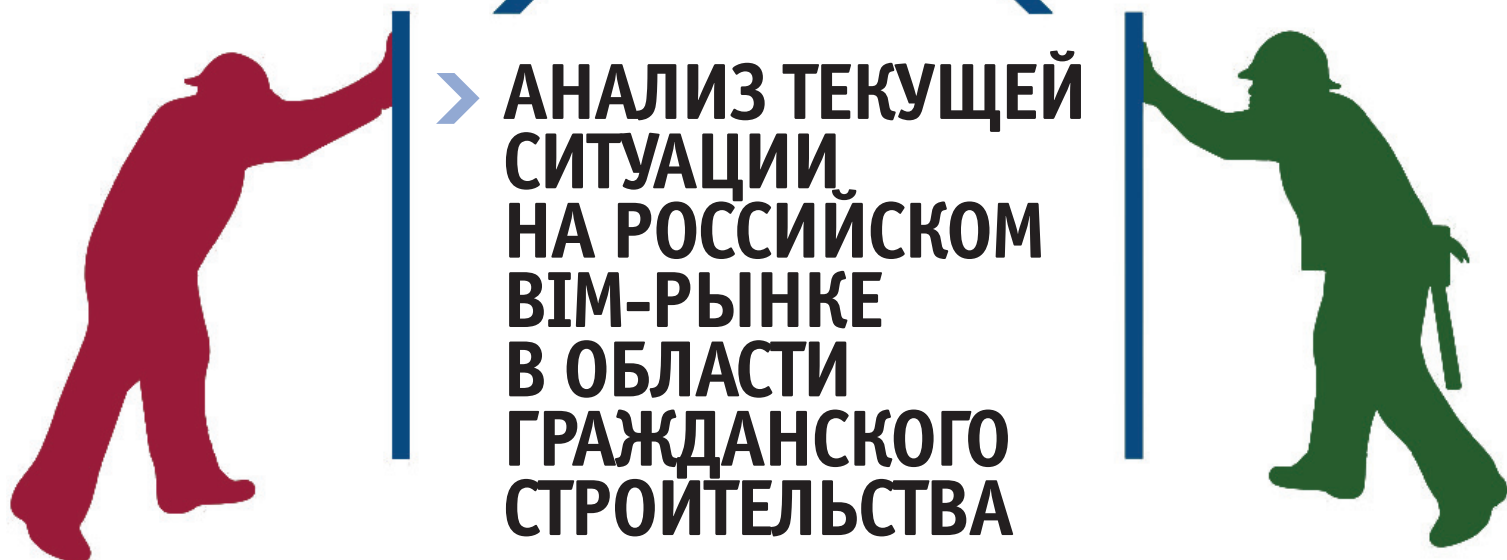 АНАЛИЗ ТЕКУЩЕЙ
СИТУАЦИИ
НА РОССИЙСКОМ
BIM-РЫНКЕ
В ОБЛАСТИ
ГРАЖДАНСКОГО
СТРОИТЕЛЬСТВА